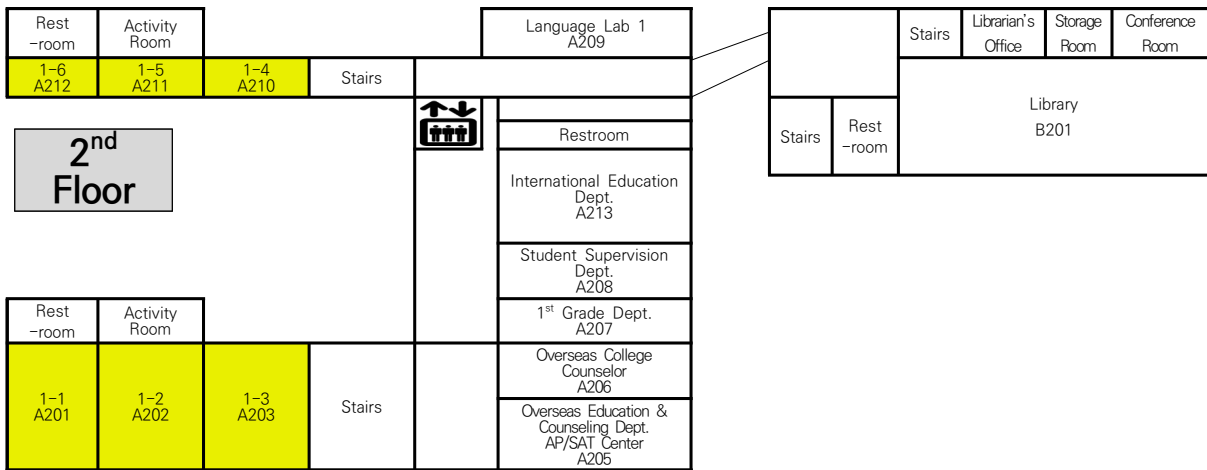 Rest
-room
Activity
Room
Language Lab 1
A209
Stairs
Librarian's
Office
Storage
Room
Conference
Room
1-6
A212
1-5
A211
1-4
A210
Stairs
Library
B201
Stairs
Rest
-room
Restroom
2nd
Floor
International Education
Dept.
A213
Student Supervision
Dept.
A208
Rest
-room
Activity
Room
1st Grade Dept.
A207
1-1
A201
1-2
A202
1-3
A203
Stairs
Overseas College
Counselor
A206
Overseas Education &
Counseling Dept.
AP/SAT Center
A205